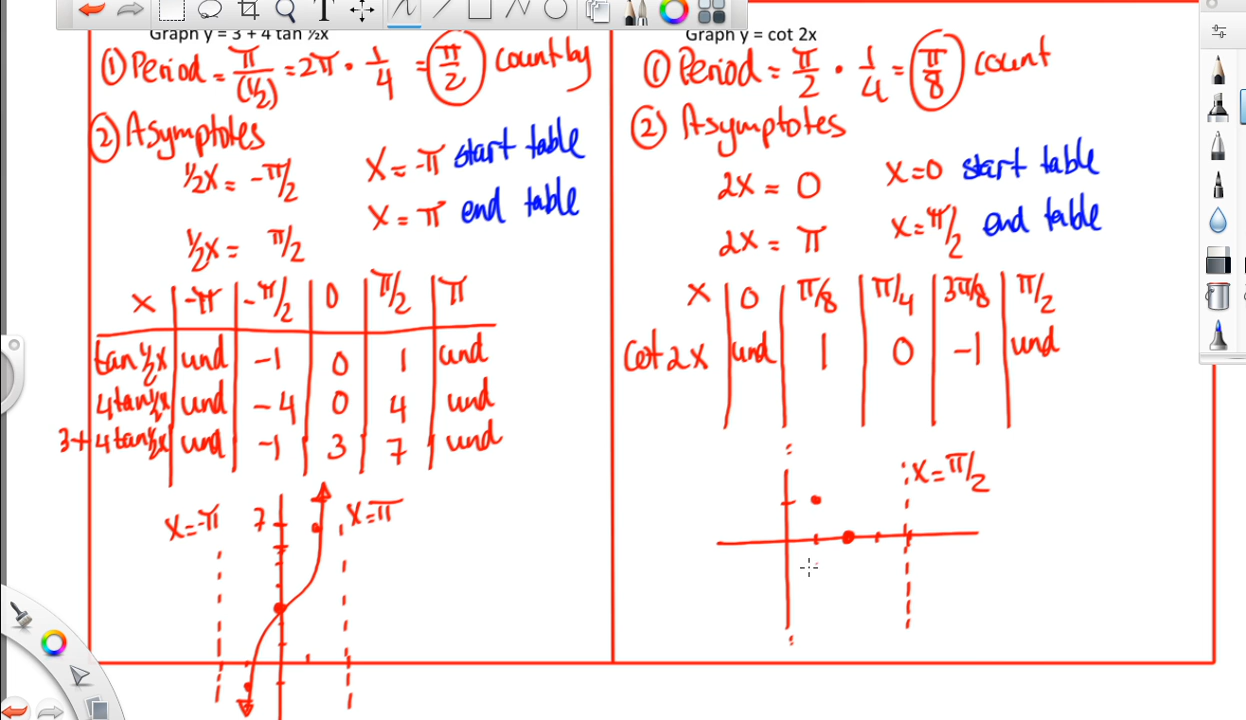 Graph y = 3 + 4 tan ½x
① Period = π/(1/2) = 2π · 1/4 = π/2 count by
② Asymptotes
1/2x = -π/2
x = -π start table
x = π end table
1/2x = π/2
x -π -π/2 0 π/2 π
tan 1/2x und -1 0 1 und
4tan1/2x und -4 0 4 und
3+4tan1/2x und -1 3 7 und
x=-π 7 x=π
Graph y = cot 2x
① Period = π/2 · 1/4 = π/8 count
② Asymptotes
2x = 0
x=0 start table
x=π/2 end table
2x = π
x 0 π/8 π/4 3π/8 π/2
cot 2x und 1 0 -1 und
x=π/2